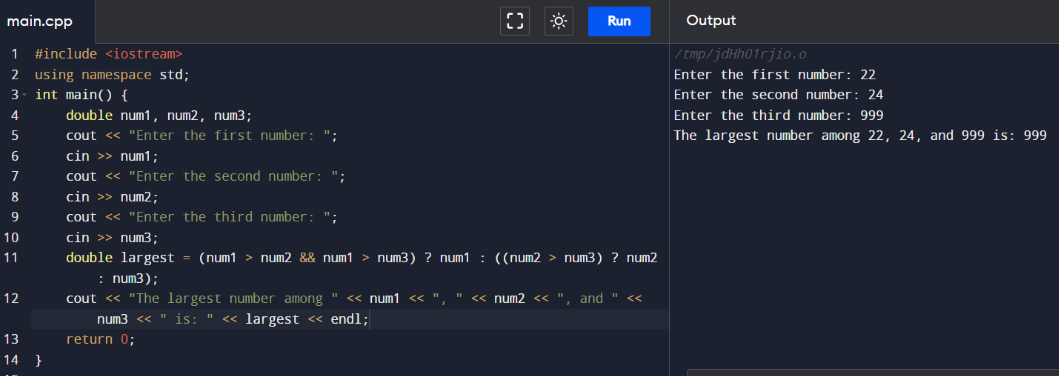 main.cpp
Run
Output
1 #include <iostream>
2 using namespace std;
3 int main() {
4     double num1, num2, num3;
5     cout << "Enter the first number: ";
6     cin >> num1;
7     cout << "Enter the second number: ";
8     cin >> num2;
9     cout << "Enter the third number: ";
10     cin >> num3;
11     double largest = (num1 > num2 && num1 > num3) ? num1 : ((num2 > num3) ? num2
        : num3);
12     cout << "The largest number among " << num1 << ", " << num2 << ", and " <<
        num3 << " is: " << largest << endl;
13     return 0;
14 }
/tmp/jdHh01rjio.o
Enter the first number: 22
Enter the second number: 24
Enter the third number: 999
The largest number among 22, 24, and 999 is: 999